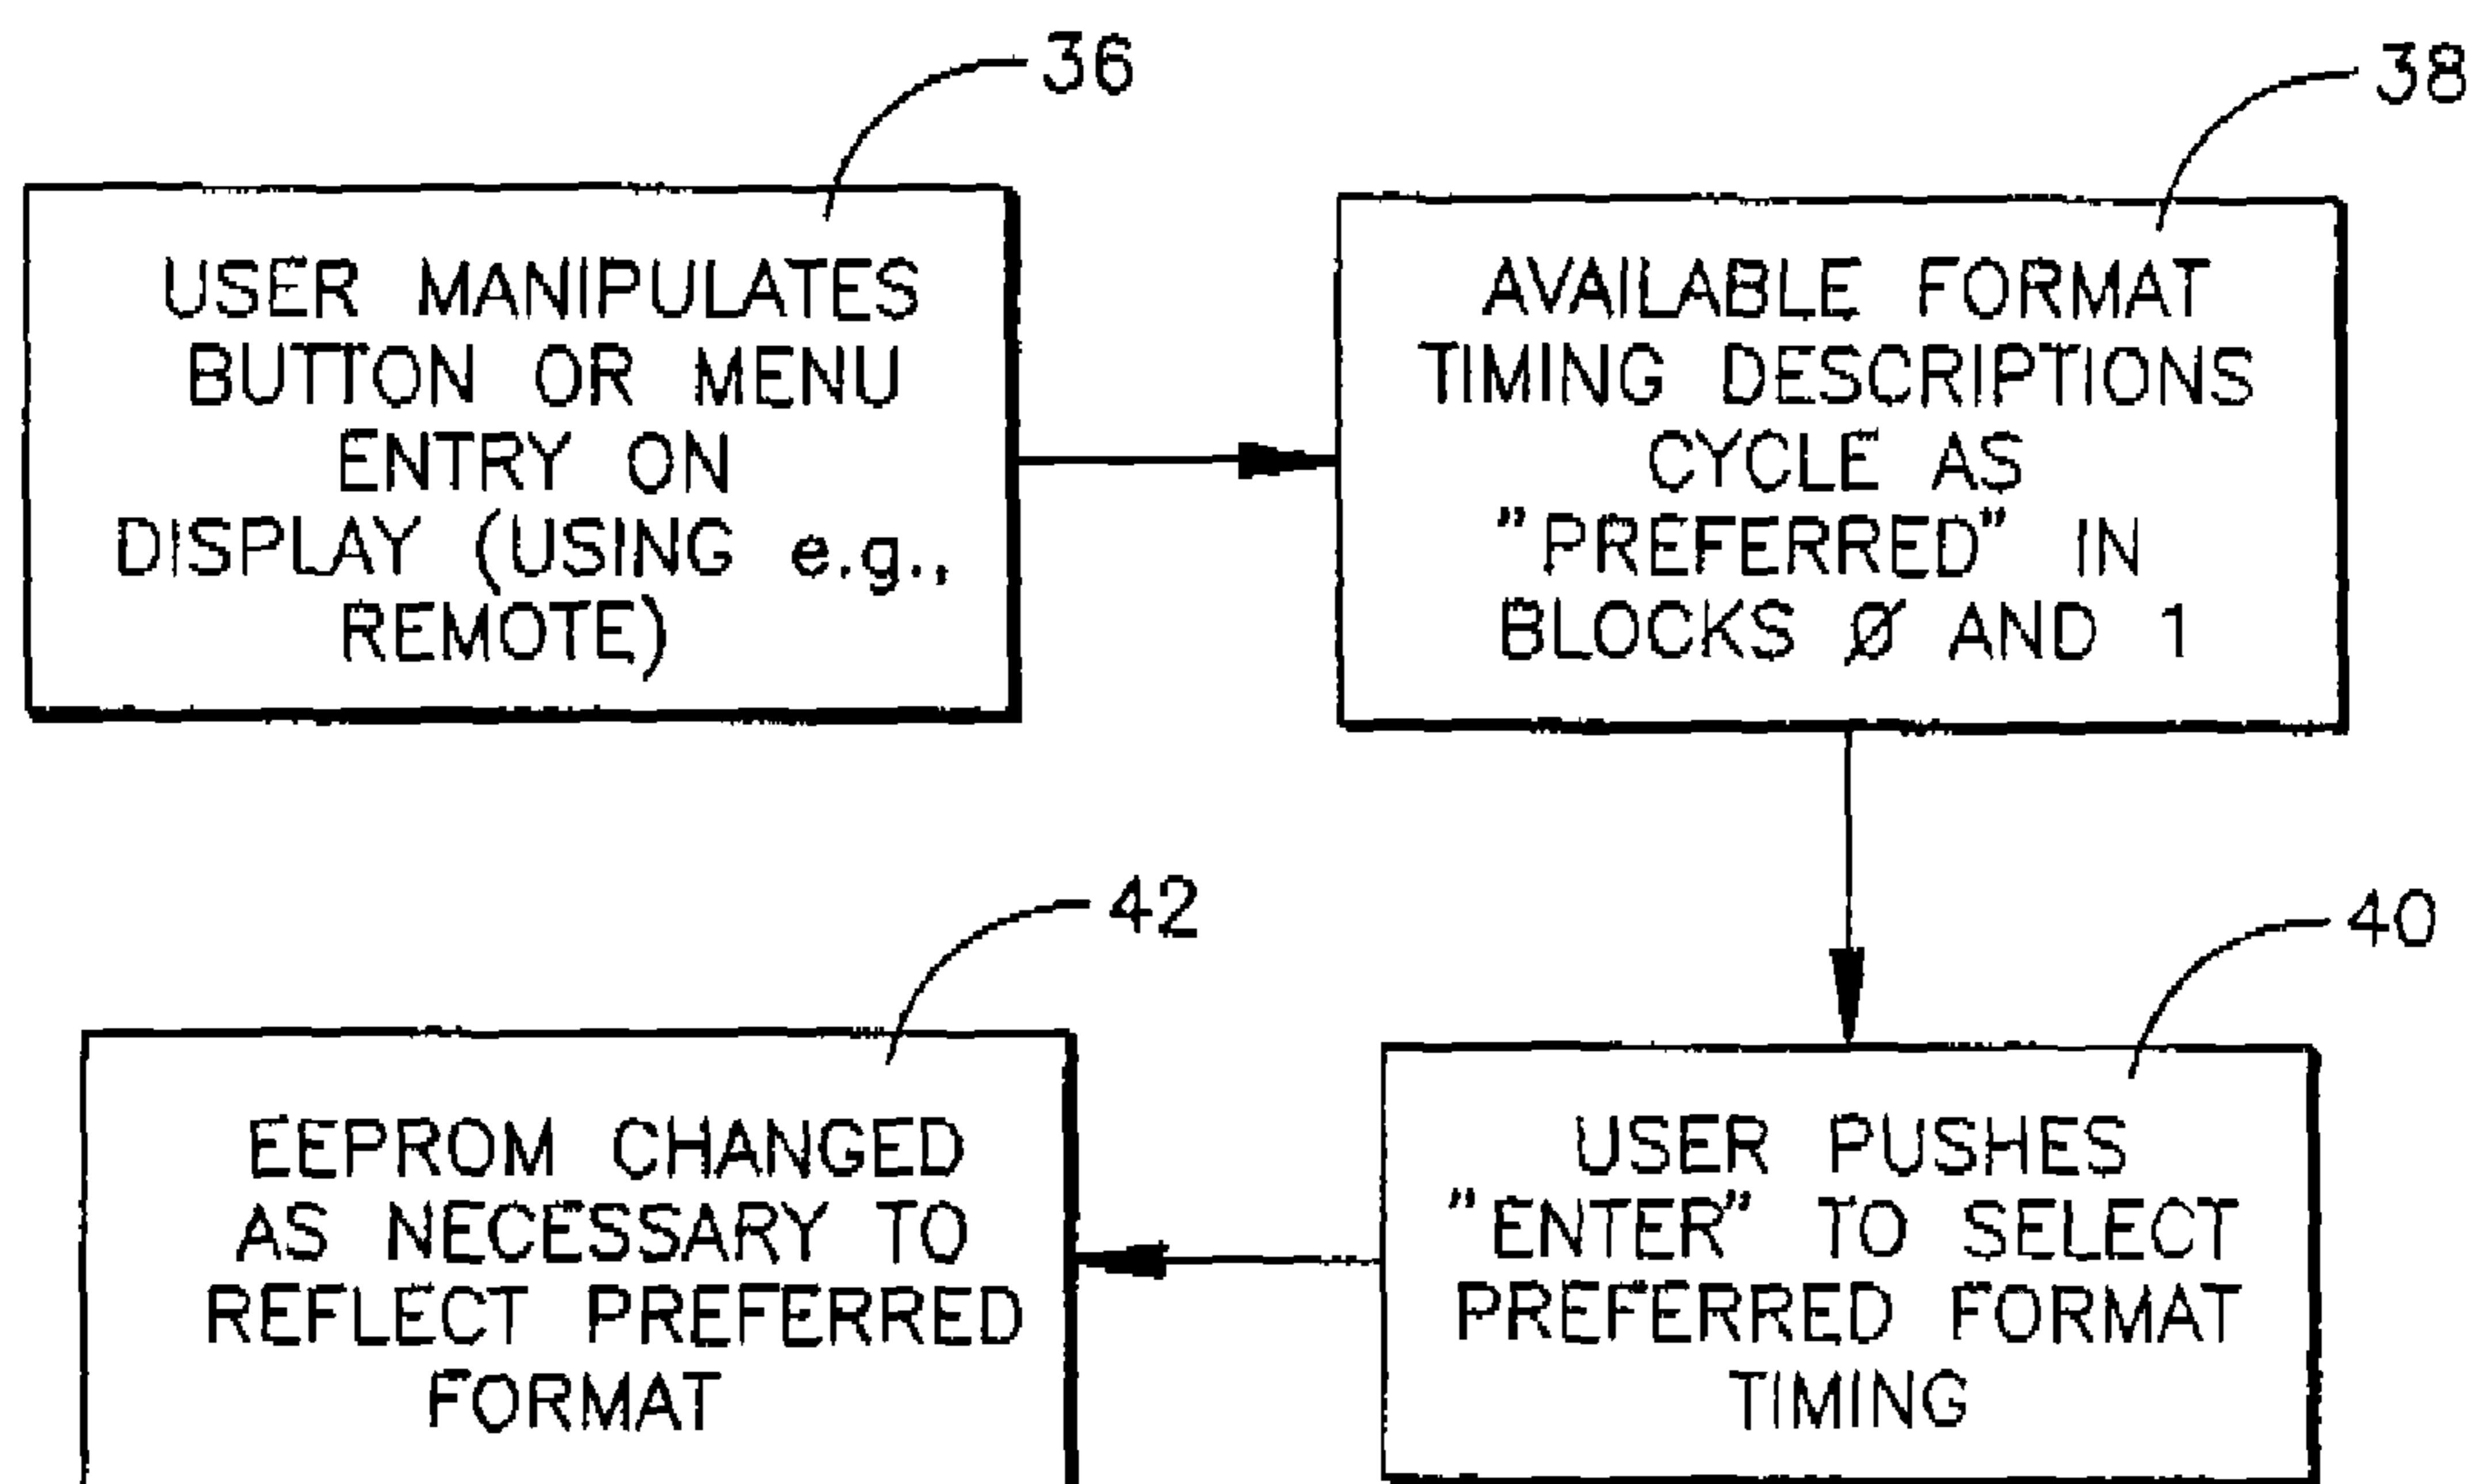 36
USER MANIPULATES
BUTTON OR MENU
ENTRY ON
DISPLAY (USING e.g.,
REMOTE)
38
AVAILABLE FORMAT
TIMING DESCRIPTIONS
CYCLE AS
"PREFERRED" IN
BLOCKS Ø AND 1
40
USER PUSHES
"ENTER" TO SELECT
PREFERRED FORMAT
TIMING
42
EEPROM CHANGED
AS NECESSARY TO
REFLECT PREFERRED
FORMAT